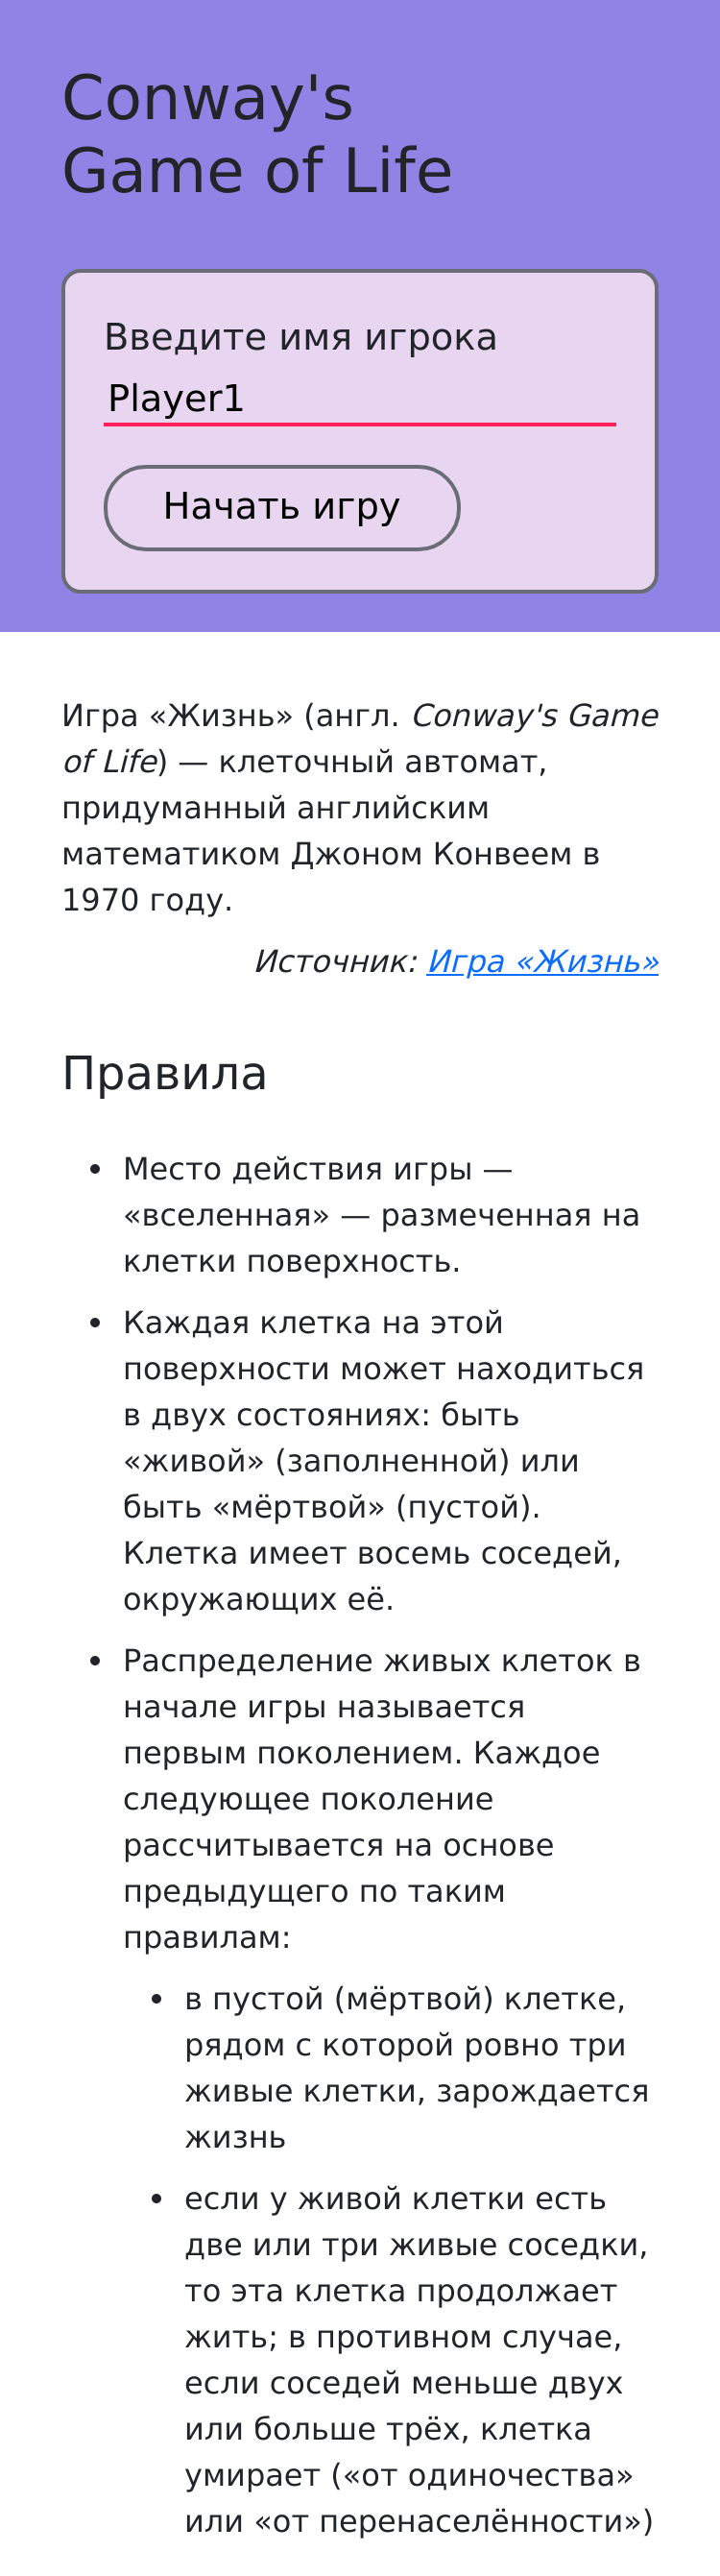 Conway's
Game of Life
Введите имя игрока
Player1
Начать игру
Игра «Жизнь» (англ. Conway's Game
of Life) — клеточный автомат,
придуманный английским
математиком Джоном Конвеем в
1970 году.
Источник: Игра «Жизнь»
Правила
• Место действия игры —
«вселенная» — размеченная на
клетки поверхность.
• Каждая клетка на этой
поверхности может находиться
в двух состояниях: быть
«живой» (заполненной) или
быть «мёртвой» (пустой).
Клетка имеет восемь соседей,
окружающих её.
• Распределение живых клеток в
начале игры называется
первым поколением. Каждое
следующее поколение
рассчитывается на основе
предыдущего по таким
правилам:
• в пустой (мёртвой) клетке,
рядом с которой ровно три
живые клетки, зарождается
жизнь
• если у живой клетки есть
две или три живые соседки,
то эта клетка продолжает
жить; в противном случае,
если соседей меньше двух
или больше трёх, клетка
умирает («от одиночества»
или «от перенаселённости»)